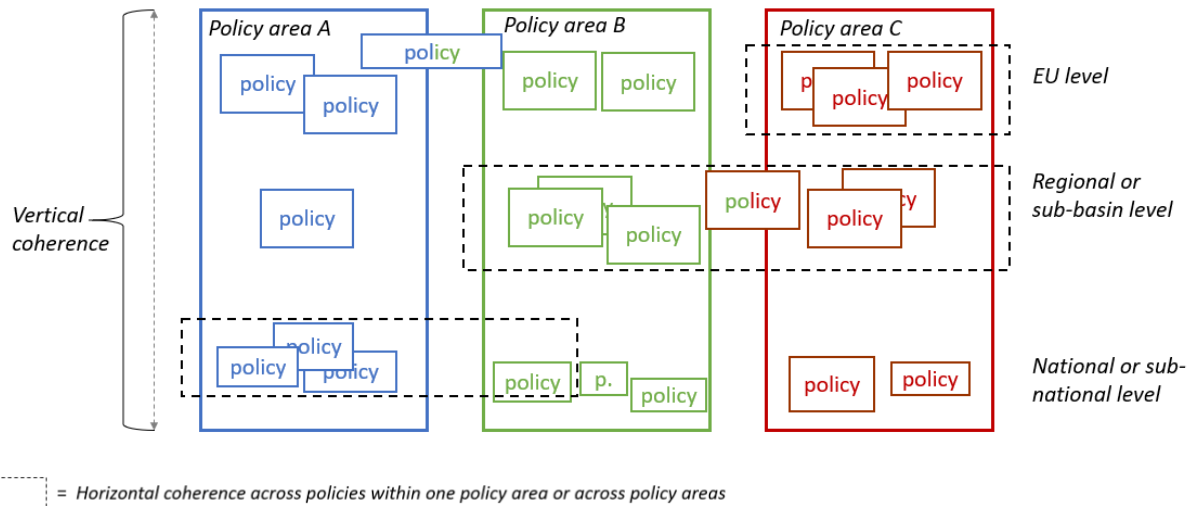 Policy area A
Policy area B
Policy area C
policy
policy
policy
policy
policy
p
policy
policy
EU level
policy
policy
policy
policy
policy
cy
Regional or
sub-basin level
Vertical
coherence
policy
policy
policy
policy
p.
policy
policy
policy
National or sub-
national level
= Horizontal coherence across policies within one policy area or across policy areas